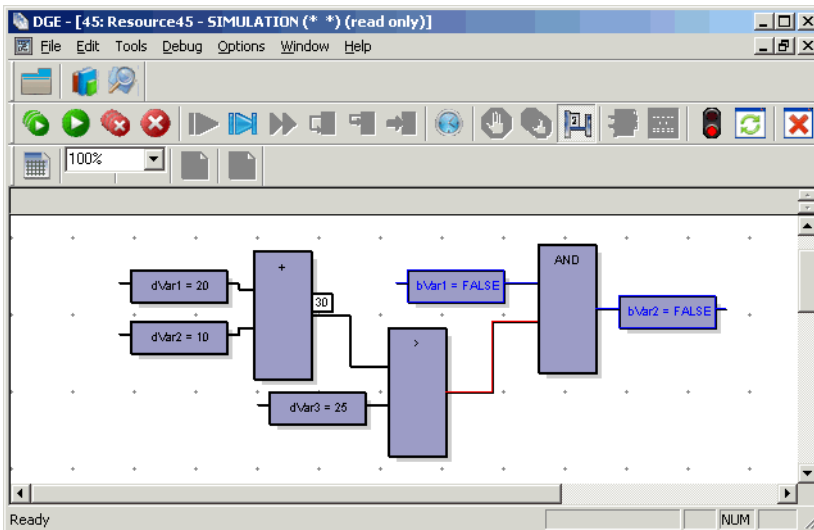 DGE - [45: Resource45 - SIMULATION (* *) (read only)]
File Edit Tools Debug Options Window Help
100%
+
AND
dVar1 = 20
bVar1 = FALSE
30
bVar2 = FALSE
dVar2 = 10
>
dVar3 = 25
Ready
NUM